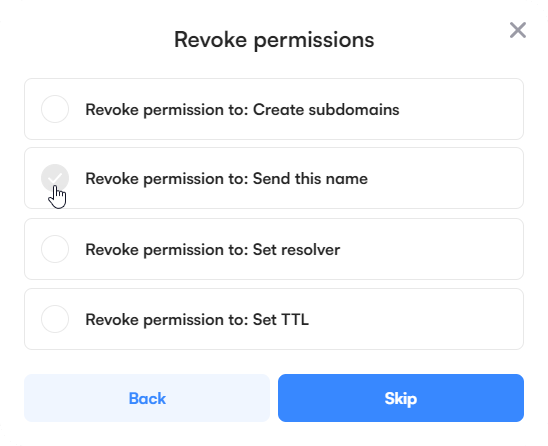 Revoke permissions
Revoke permission to: Create subdomains
Revoke permission to: Send this name
Revoke permission to: Set resolver
Revoke permission to: Set TTL
Back
Skip